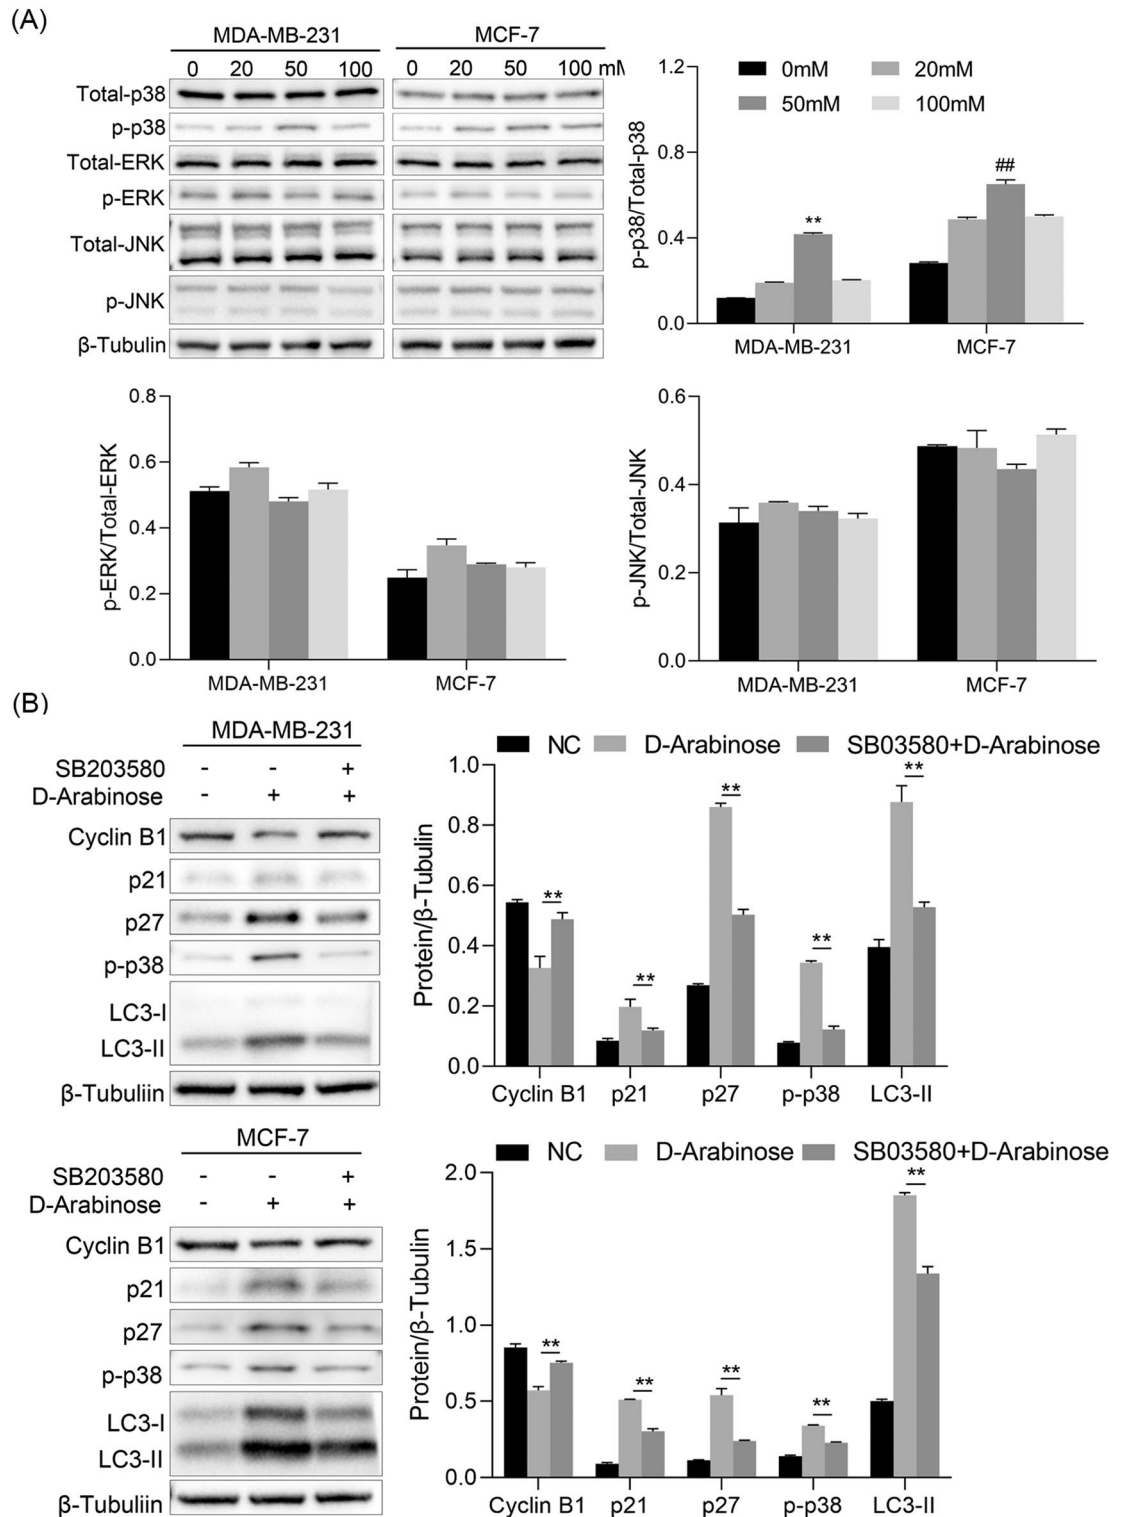 (A)
MDA-MB-231 MCF-7
0 20 50 100 0 20 50 100 mM
Total-p38
p-p38
Total-ERK
p-ERK
Total-JNK
p-JNK
β-Tubulin
p-p38/Total-p38
1.2
0.8
0.4
0.0
0mM 20mM
50mM 100mM
**
##
MDA-MB-231 MCF-7
p-ERK/Total-ERK
0.8
0.6
0.4
0.2
0.0
MDA-MB-231 MCF-7
p-JNK/Total-JNK
0.6
0.4
0.2
0.0
MDA-MB-231 MCF-7
(B)
MDA-MB-231
SB203580 - - +
D-Arabinose - + +
Cyclin B1
p21
p27
p-p38
LC3-I
LC3-II
β-Tubuliin
NC D-Arabinose SB03580+D-Arabinose
Protein/β-Tubulin
1.0
0.8
0.6
0.4
0.2
0.0
** ** ** ** **
Cyclin B1 p21 p27 p-p38 LC3-II
MCF-7
SB203580 - - +
D-Arabinose - + +
Cyclin B1
p21
p27
p-p38
LC3-I
LC3-II
β-Tubuliin
NC D-Arabinose SB03580+D-Arabinose
Protein/β-Tubulin
2.0
1.5
1.0
0.5
0.0
** ** ** ** **
Cyclin B1 p21 p27 p-p38 LC3-II